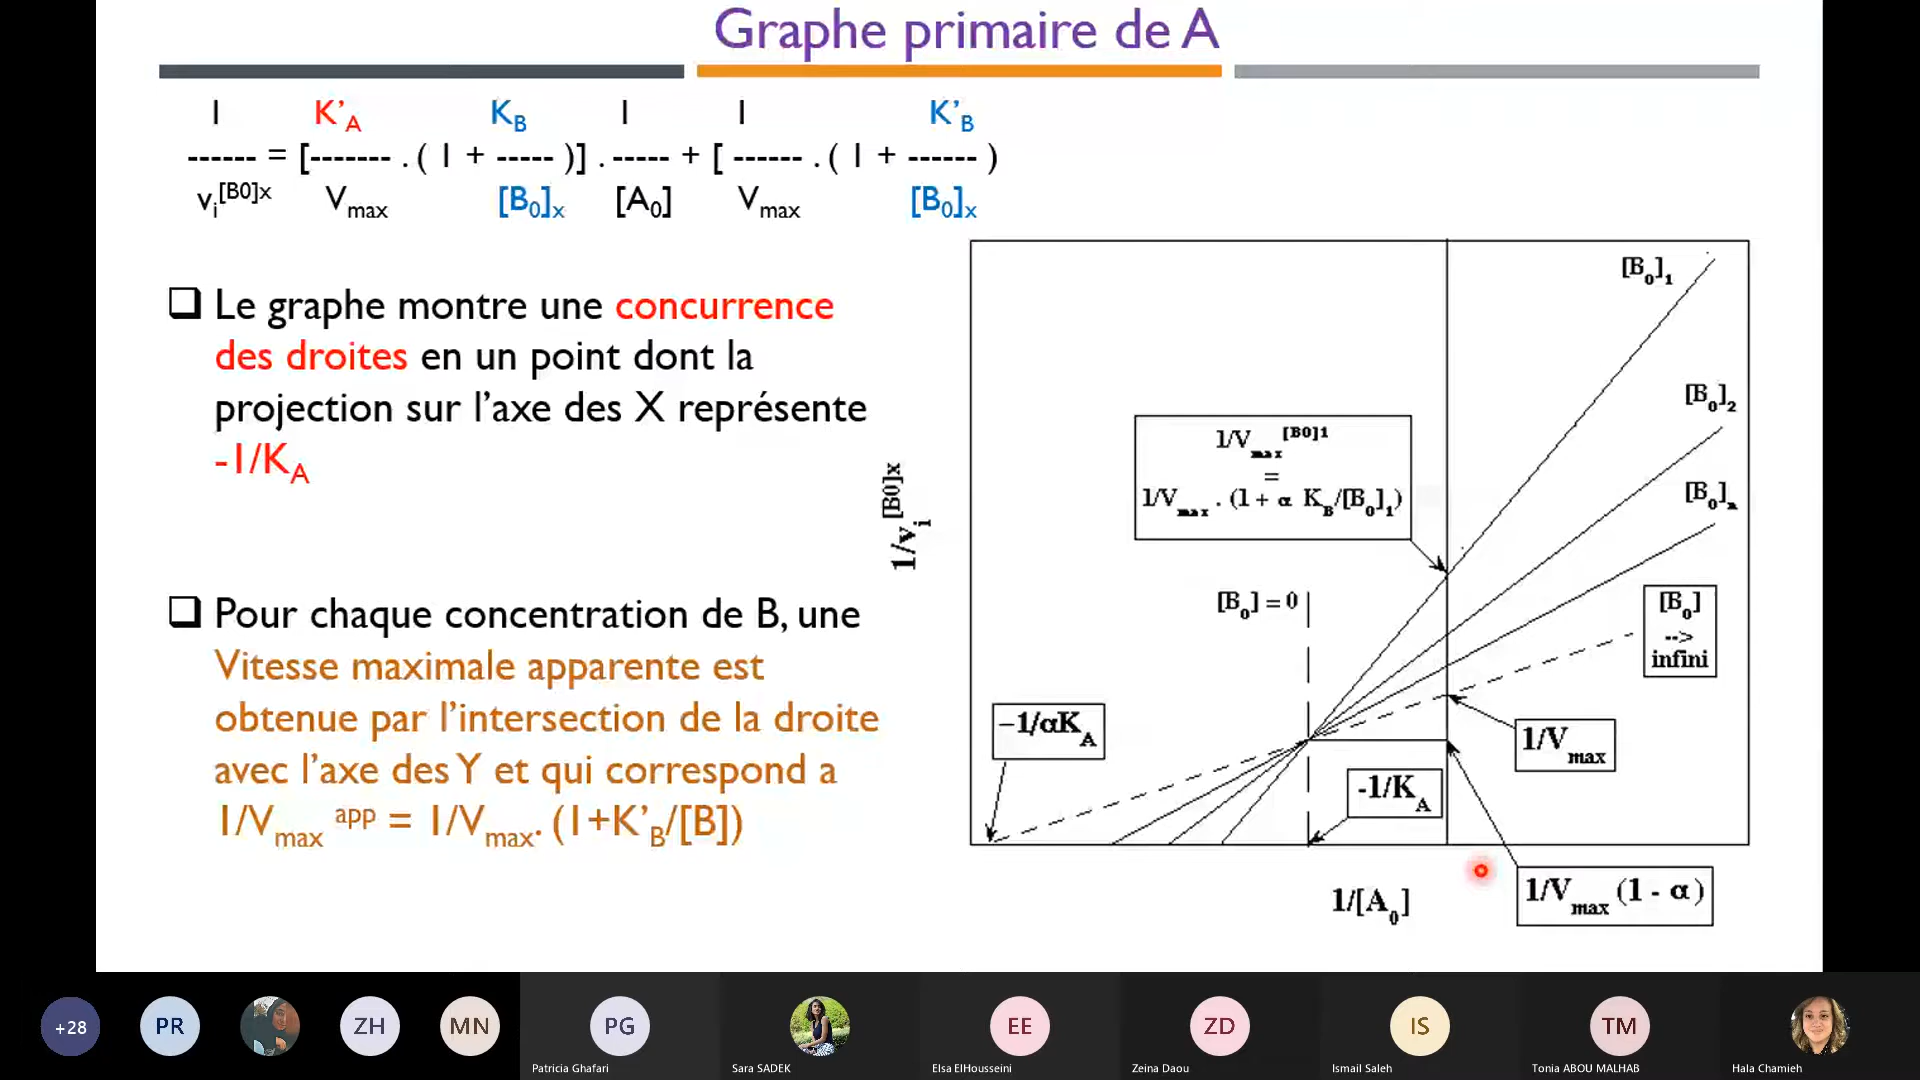 Graphe primaire de A
1 K'A KB 1 1 K'B
------ = [------- . ( 1 + ----- )] . ----- + [ ------ . ( 1 + ------ )
vi[B0]x Vmax [B0]x [A0] Vmax [B0]x
Le graphe montre une concurrence
des droites en un point dont la
projection sur l'axe des X représente
-1/KA
Pour chaque concentration de B, une
Vitesse maximale apparente est
obtenue par l'intersection de la droite
avec l'axe des Y et qui correspond a
1/Vmax app = 1/Vmax. (1+K'B/[B])
1/vi[B0]x
[B0]1
[B0]2
[B0]x
1/Vmax[B0]1
=
1/Vmax . (1 + α KB/[B0]1)
[B0] = 0
[B0]
-->
infini
-1/αKA
1/Vmax
-1/KA
1/Vmax (1 - α)
1/[A0]
+28
PR
ZH
MN
PG
EE
ZD
IS
TM
Patricia Ghafari
Sara SADEK
Elsa ElHousseini
Zeina Daou
Ismail Saleh
Tonia ABOU MALHAB
Hala Chamieh